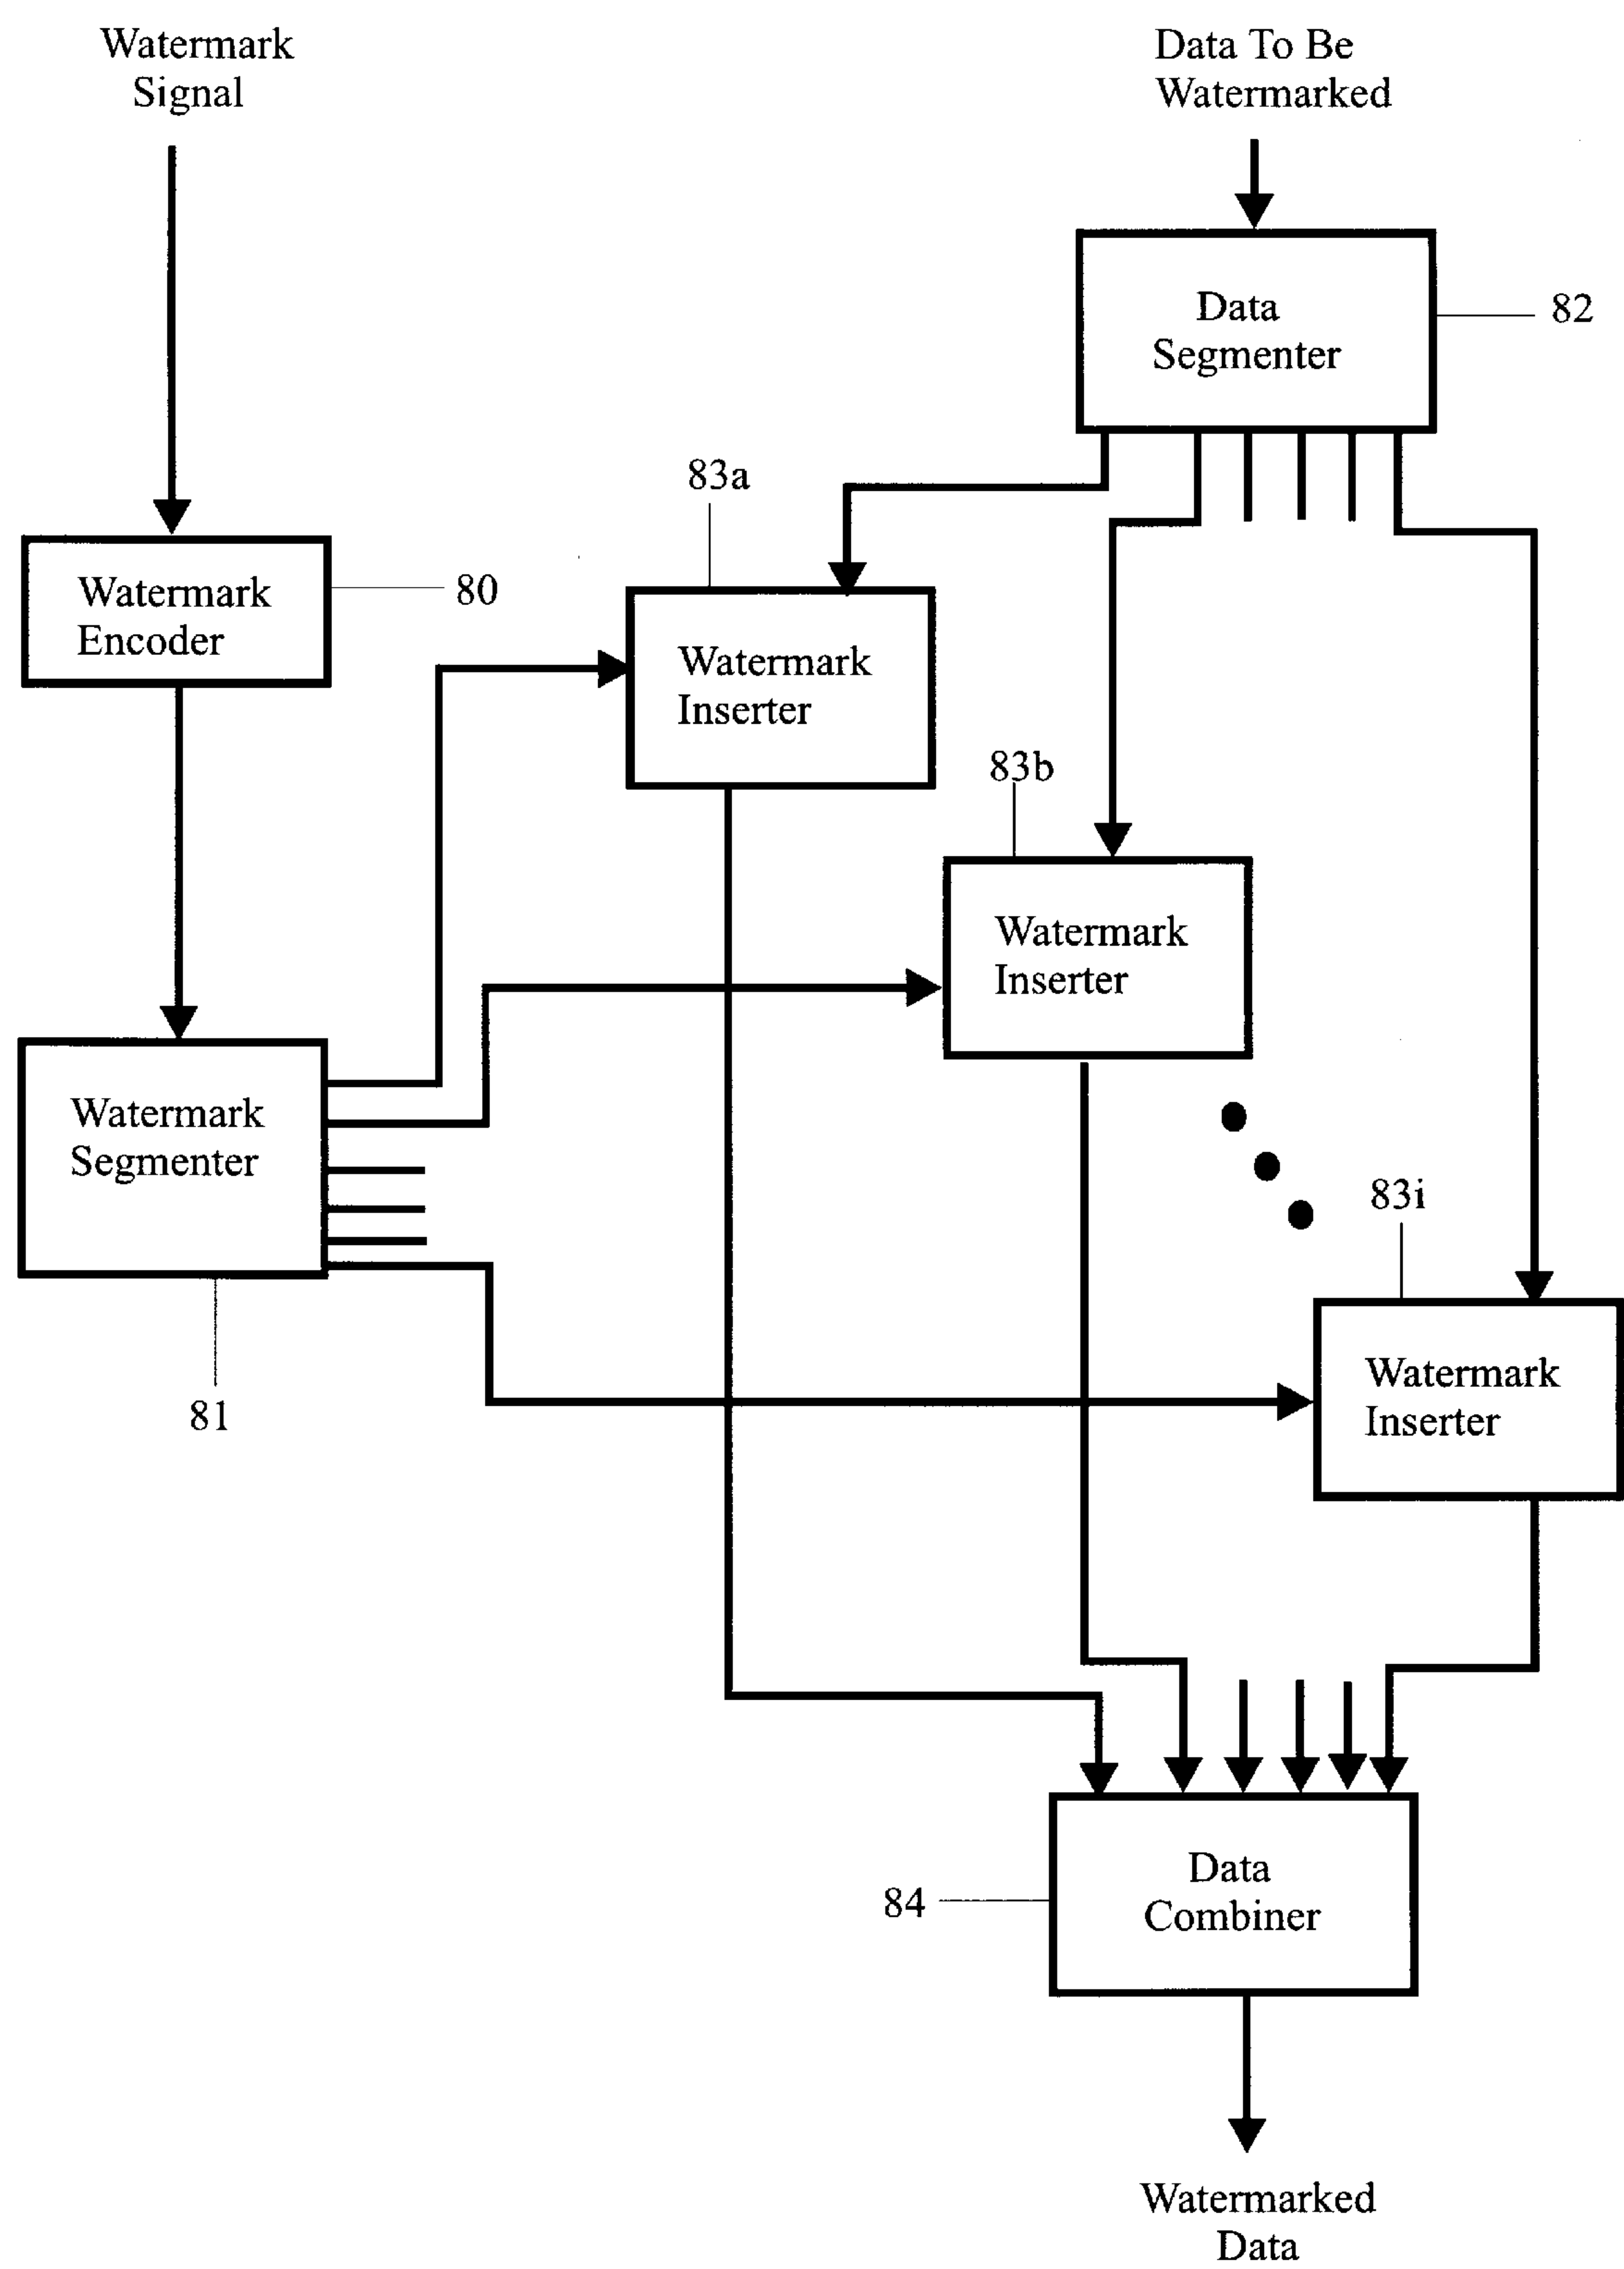 Watermark
Signal
Data To Be
Watermarked
Data
Segmenter
82
83a
Watermark
Encoder
80
Watermark
Inserter
83b
Watermark
Inserter
Watermark
Segmenter
83i
Watermark
Inserter
81
Data
Combiner
84
Watermarked
Data